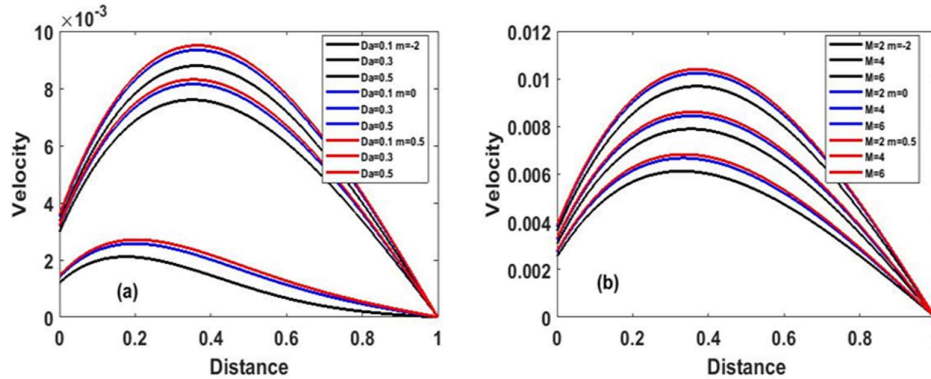 ×10⁻³
10
8
6
4
2
0
Velocity
Da=0.1 m=-2
Da=0.3
Da=0.5
Da=0.1 m=0
Da=0.3
Da=0.5
Da=0.1 m=0.5
Da=0.3
Da=0.5
(a)
0 0.2 0.4 0.6 0.8 1
Distance
0.012
0.01
0.008
0.006
0.004
0.002
0
Velocity
M=2 m=-2
M=4
M=6
M=2 m=0
M=4
M=6
M=2 m=0.5
M=4
M=6
(b)
0 0.2 0.4 0.6 0.8
Distance